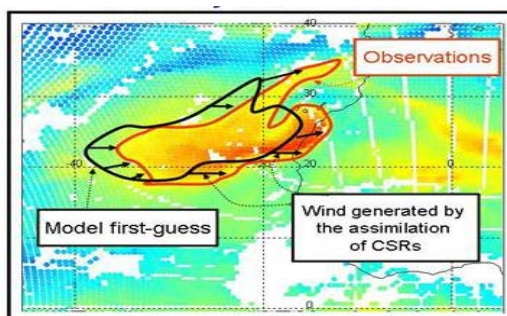 40
Observations
30
-40
-20
20
0
Model first-guess
Wind generated by
the assimilation
of CSRs
0